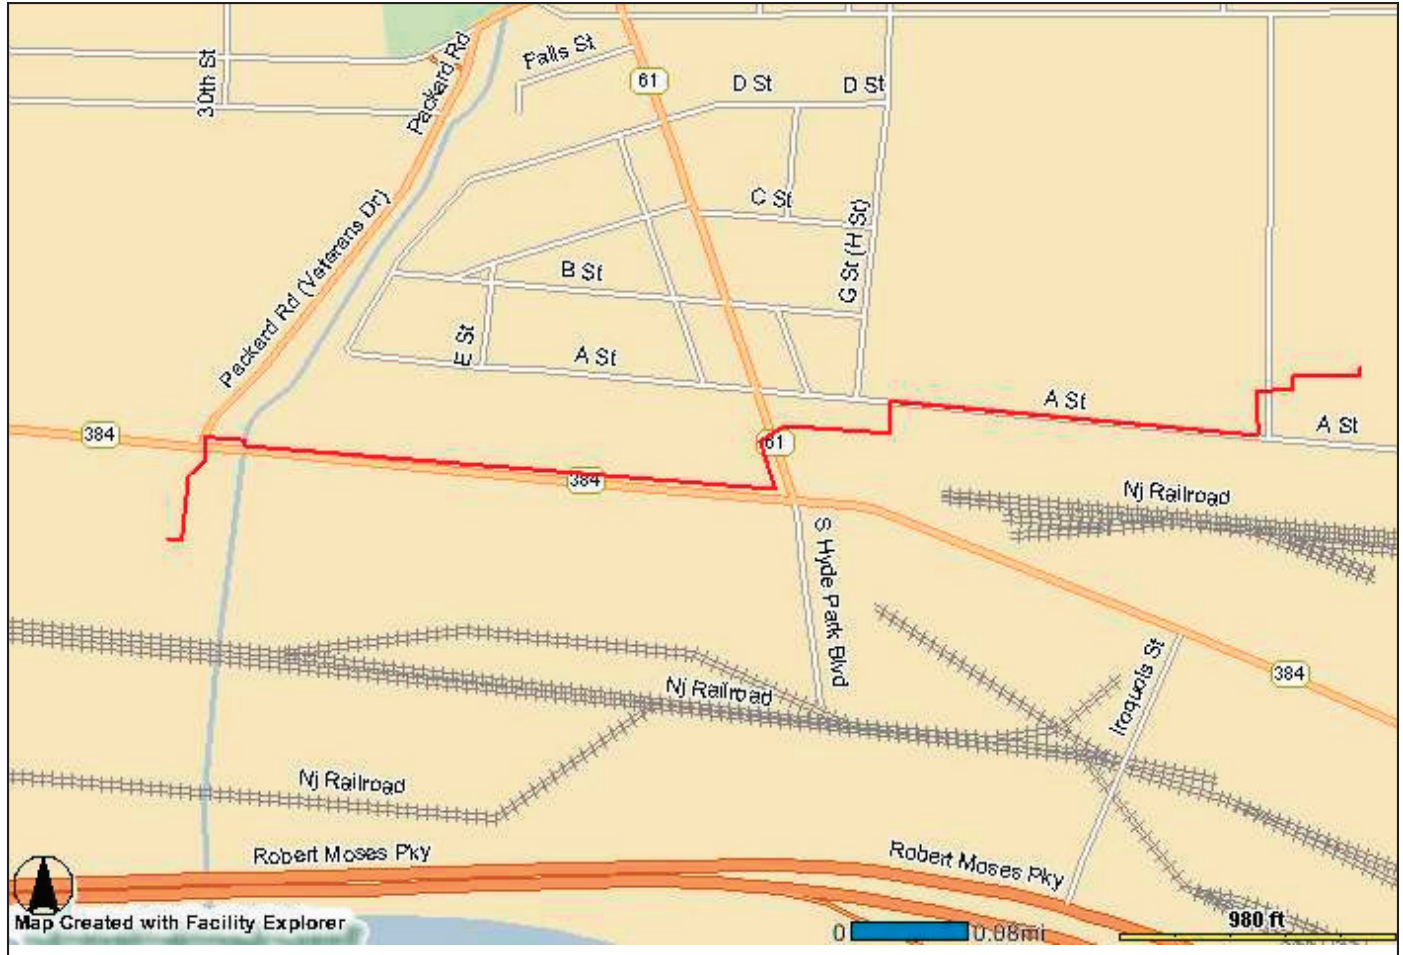 Falls St
30th St
Packard Rd
61
D St
D St
C St
Packard Rd (Veterans Dr)
G St (H St)
B St
E St
A St
A St
384
61
A St
384
Nj Railroad
S Hyde Park Blvd
Iroquois St
384
Nj Railroad
Nj Railroad
Robert Moses Pky
Robert Moses Pky
Map Created with Facility Explorer
980 ft
0
0.08mi